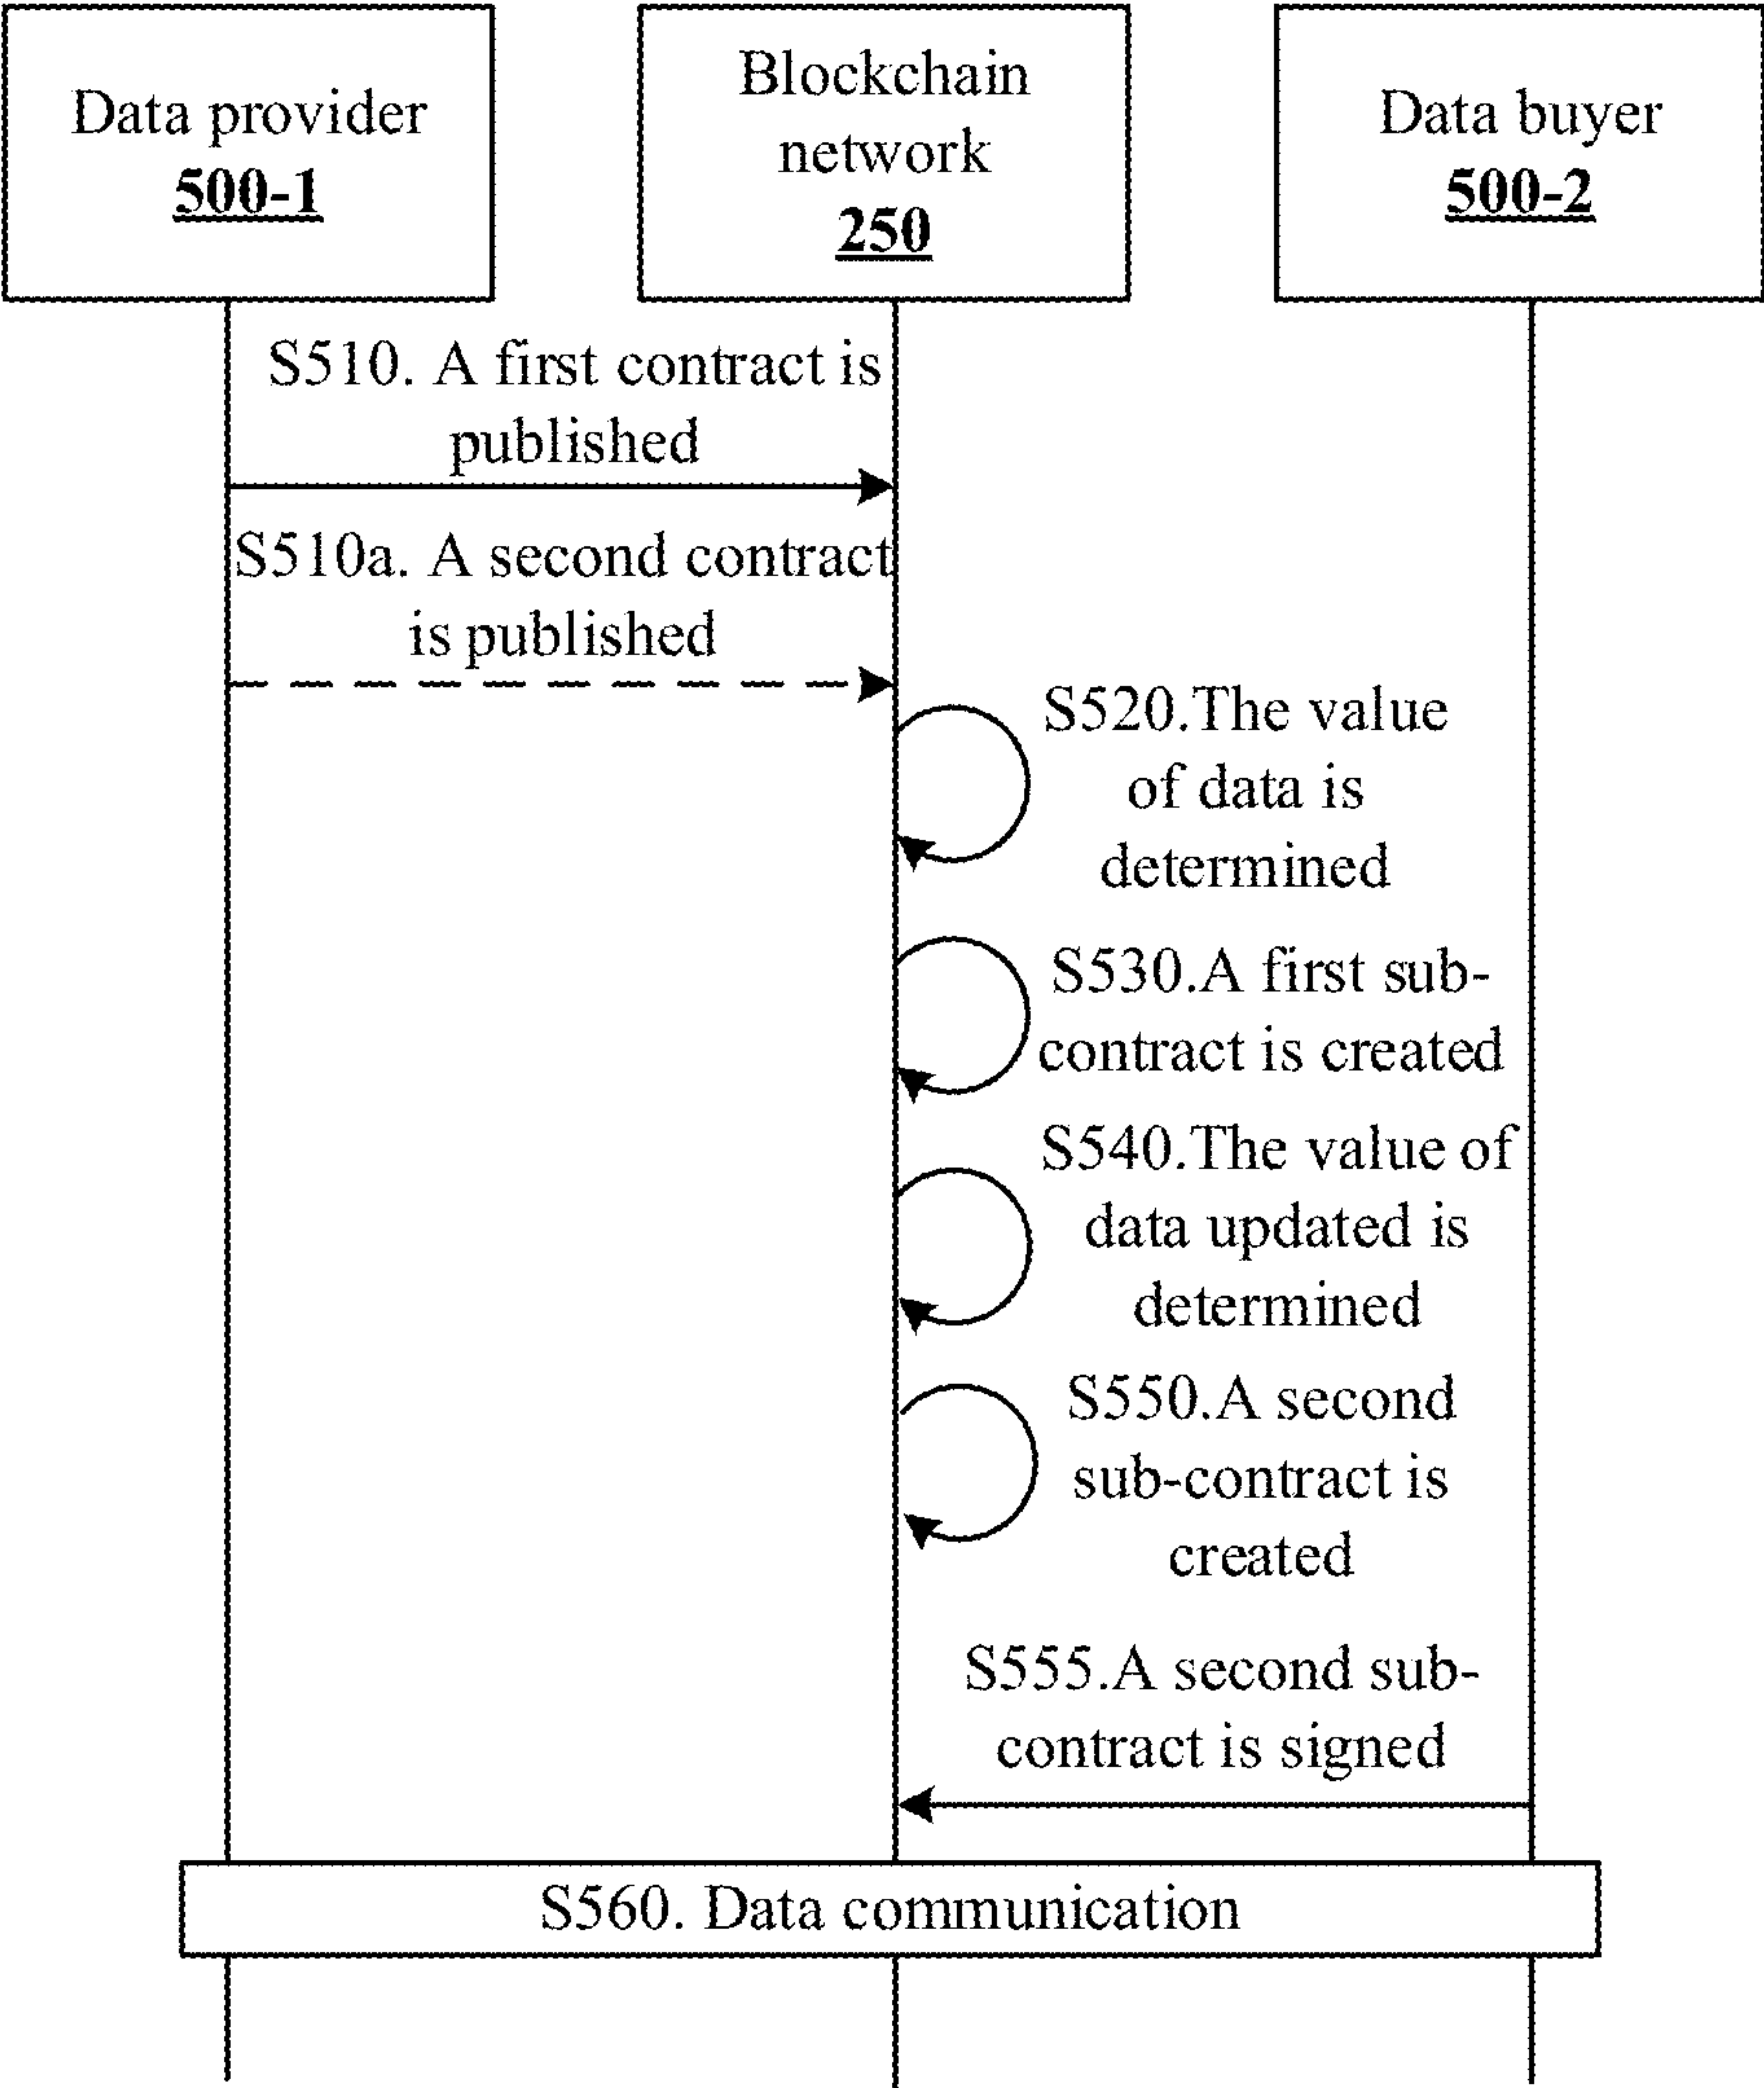 Data provider
500-1
Blockchain
network
250
Data buyer
500-2
S510. A first contract is
published
S510a. A second contract
is published
S520.The value
of data is
determined
S530.A first sub-
contract is created
S540.The value of
data updated is
determined
S550.A second
sub-contract is
created
S555.A second sub-
contract is signed
S560. Data communication